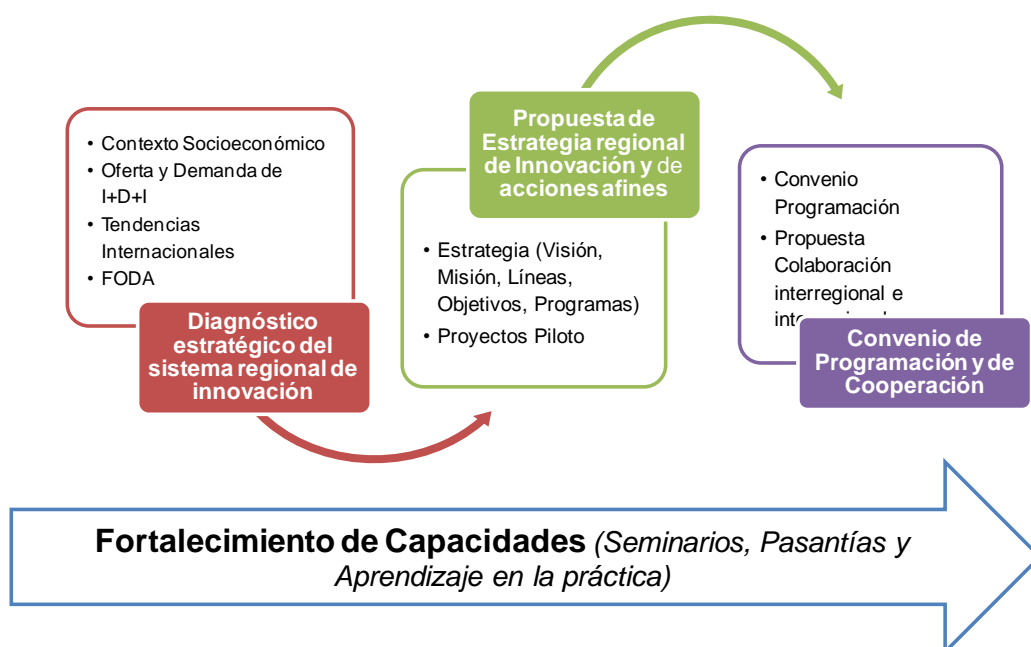 • Contexto Socioeconómico
• Oferta y Demanda de
I+D+I
• Tendencias
Internacionales
• FODA
Diagnóstico
estratégico del
sistema regional de
innovación
Propuesta de
Estrategia regional
de Innovación y de
acciones afines
• Estrategia (Visión,
Misión, Líneas,
Objetivos, Programas)
• Proyectos Piloto
• Convenio
Programación
• Propuesta
Colaboración
interregional e
Convenio de
Programación y de
Cooperación
Fortalecimiento de Capacidades (Seminarios, Pasantías y
Aprendizaje en la práctica)